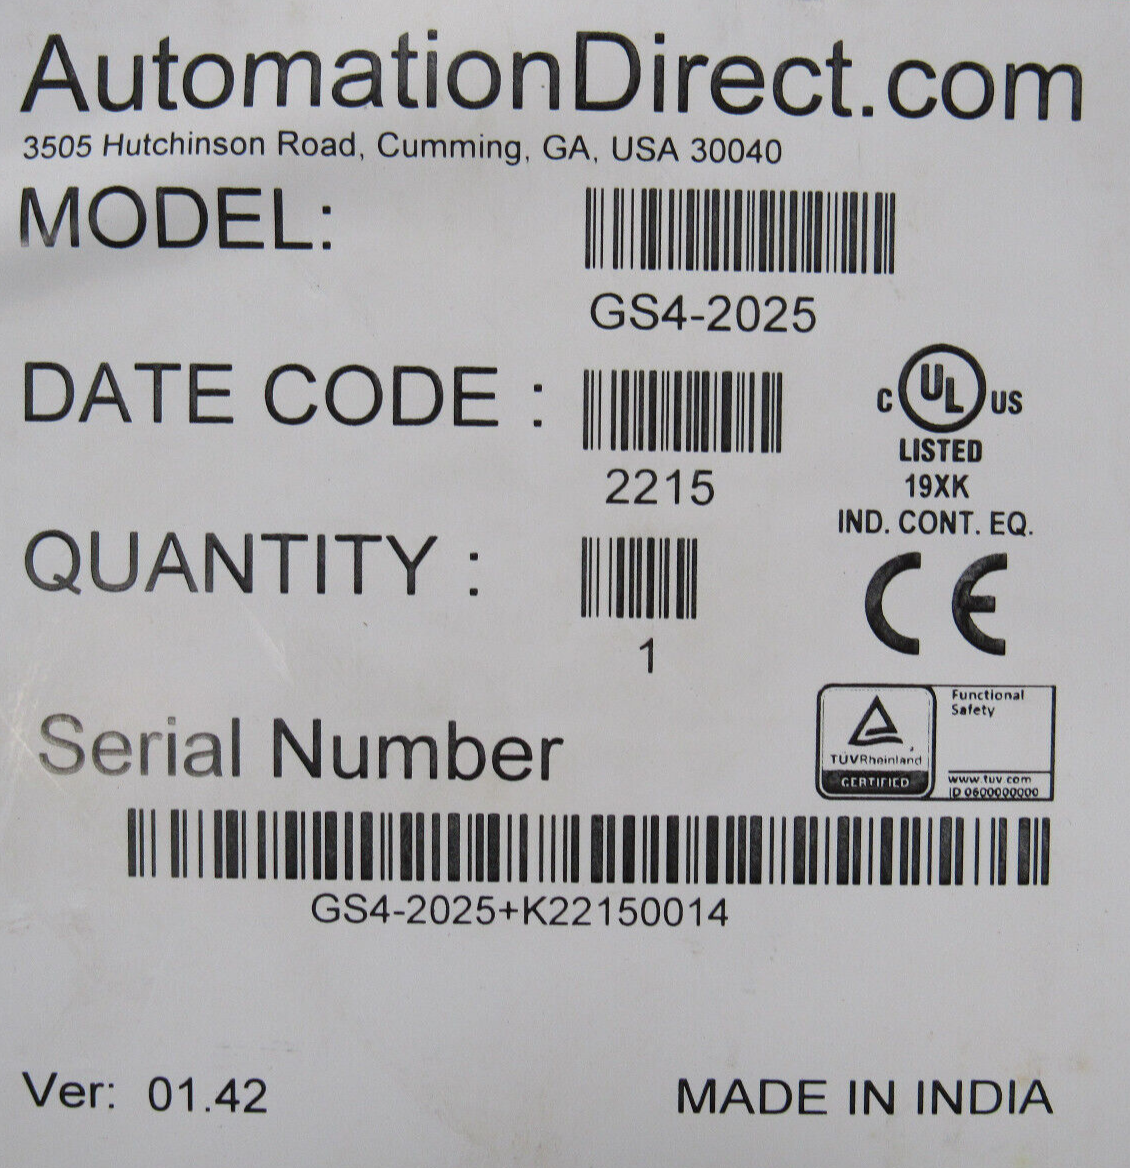 AutomationDirect.com
3505 Hutchinson Road, Cumming, GA, USA 30040
MODEL:
GS4-2025
DATE CODE :
2215
C UL US
LISTED
19XK
IND. CONT. EQ.
QUANTITY :
1
CE
Serial Number
Functional
Safety
TÜVRheinland
CERTIFIED
www.tuv.com
ID 0600000000
GS4-2025+K22150014
Ver: 01.42
MADE IN INDIA